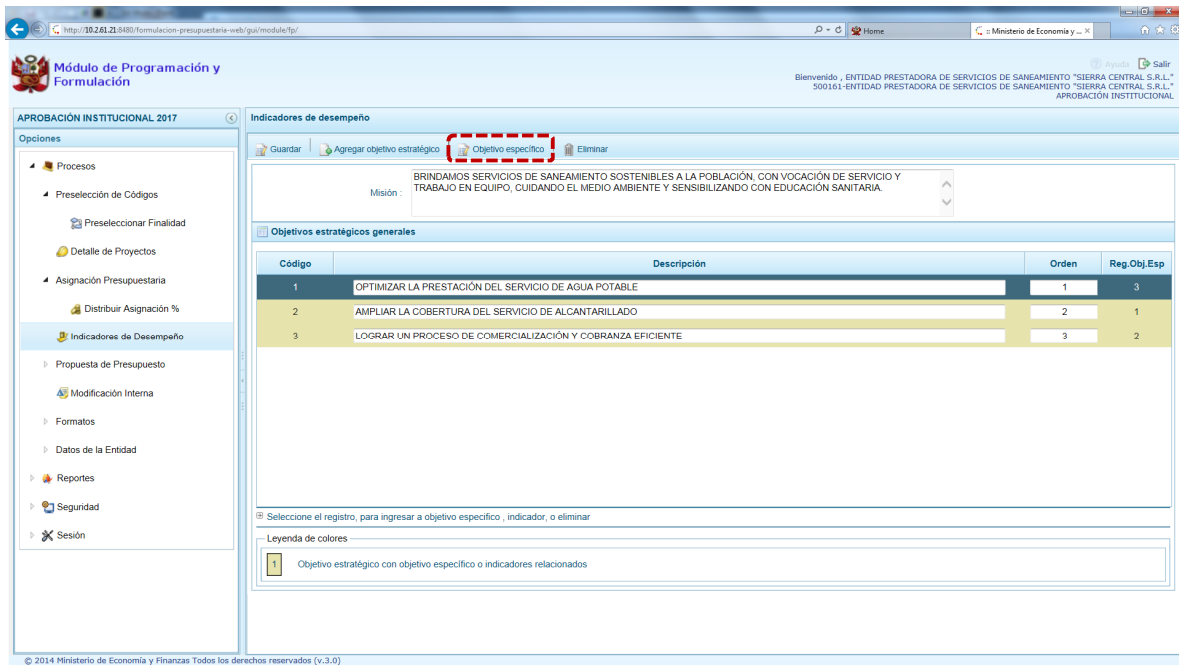 http://10.2.61.21:8480/formulacion-presupuestaria-web/gui/module/fp/
Home
:: Ministerio de Economía y ...
Módulo de Programación y
Formulación
Ayuda
Salir
Bienvenido , ENTIDAD PRESTADORA DE SERVICIOS DE SANEAMIENTO "SIERRA CENTRAL S.R.L."
500161-ENTIDAD PRESTADORA DE SERVICIOS DE SANEAMIENTO "SIERRA CENTRAL S.R.L."
APROBACIÓN INSTITUCIONAL
APROBACIÓN INSTITUCIONAL 2017
Opciones
Procesos
Preselección de Códigos
Preseleccionar Finalidad
Detalle de Proyectos
Asignación Presupuestaria
Distribuir Asignación %
Indicadores de Desempeño
Propuesta de Presupuesto
Modificación Interna
Formatos
Datos de la Entidad
Reportes
Seguridad
Sesión
Indicadores de desempeño
Guardar Agregar objetivo estratégico Objetivo específico Eliminar
Misión : BRINDAMOS SERVICIOS DE SANEAMIENTO SOSTENIBLES A LA POBLACIÓN, CON VOCACIÓN DE SERVICIO Y
TRABAJO EN EQUIPO, CUIDANDO EL MEDIO AMBIENTE Y SENSIBILIZANDO CON EDUCACIÓN SANITARIA.
Objetivos estratégicos generales
Código Descripción Orden Reg.Obj.Esp
1 OPTIMIZAR LA PRESTACIÓN DEL SERVICIO DE AGUA POTABLE 1 3
2 AMPLIAR LA COBERTURA DEL SERVICIO DE ALCANTARILLADO 2 1
3 LOGRAR UN PROCESO DE COMERCIALIZACIÓN Y COBRANZA EFICIENTE 3 2
Seleccione el registro, para ingresar a objetivo especifico , indicador, o eliminar
Leyenda de colores
1 Objetivo estratégico con objetivo específico o indicadores relacionados
© 2014 Ministerio de Economía y Finanzas Todos los derechos reservados (v.3.0)